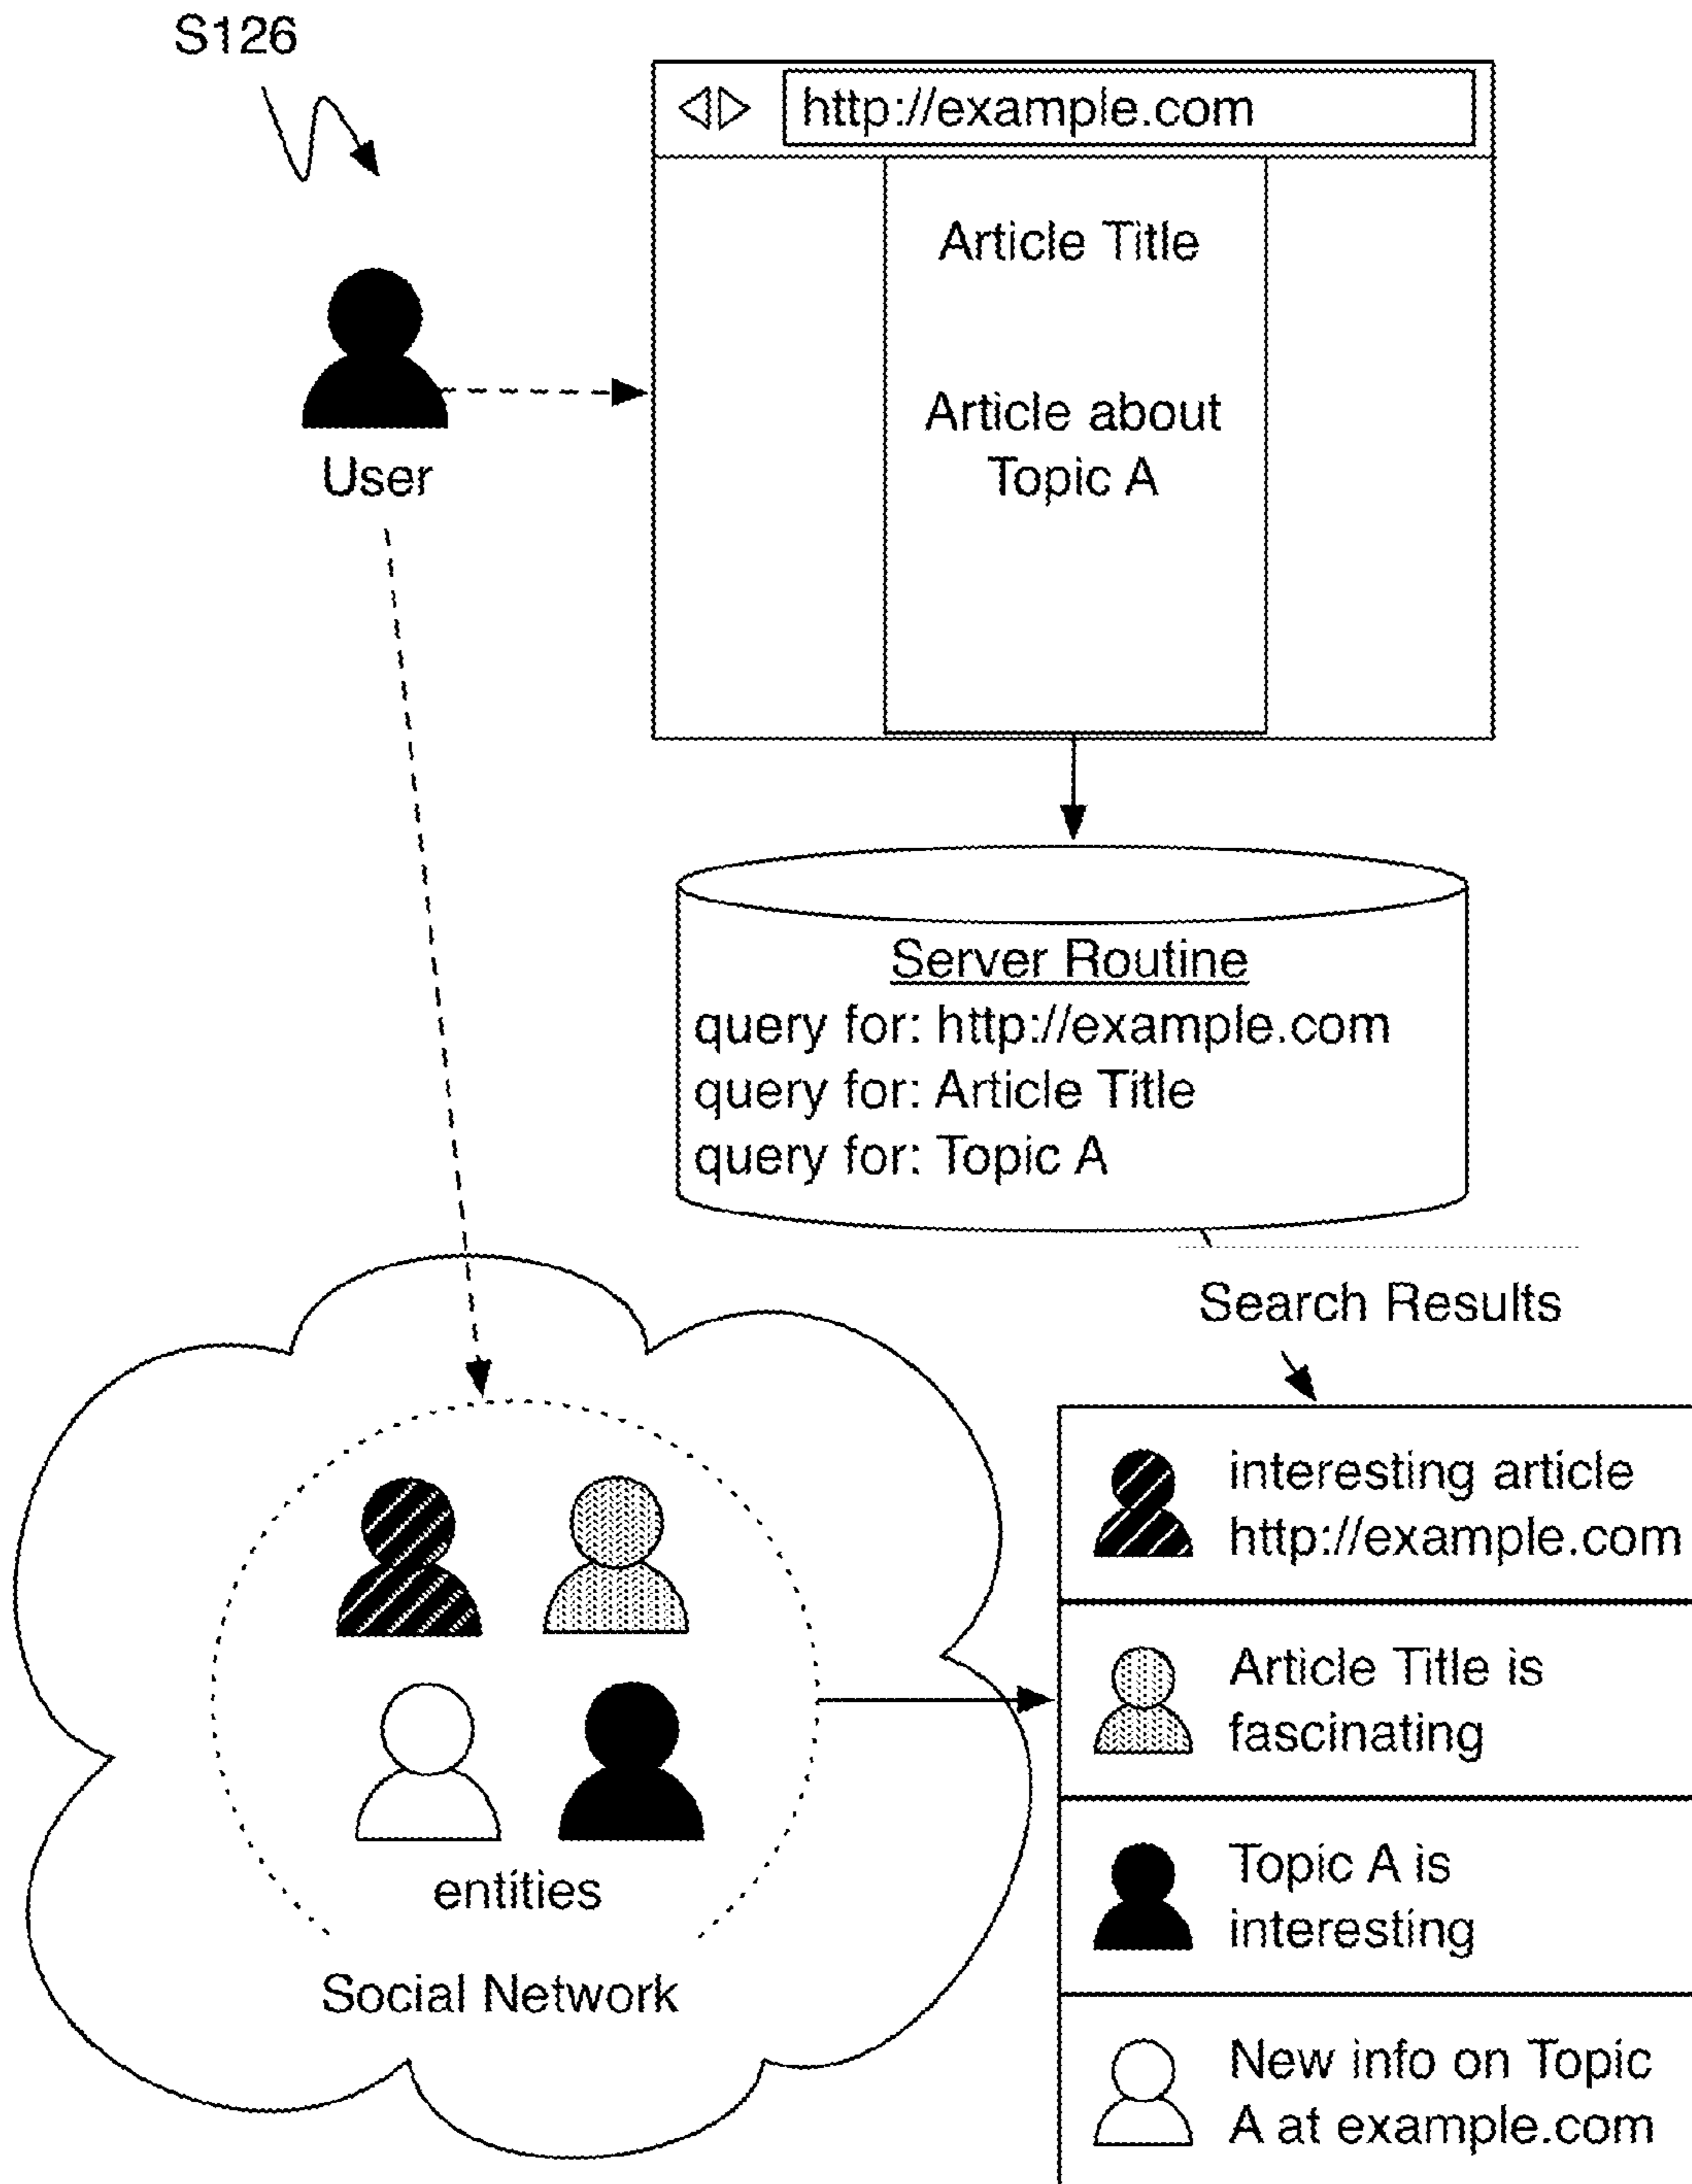 S126
http://example.com
Article Title
Article about
Topic A
User
Server Routine
query for: http://example.com
query for: Article Title
query for: Topic A
Search Results
interesting article
http://example.com
Article Title is
fascinating
Topic A is
interesting
New info on Topic
A at example.com
entities
Social Network